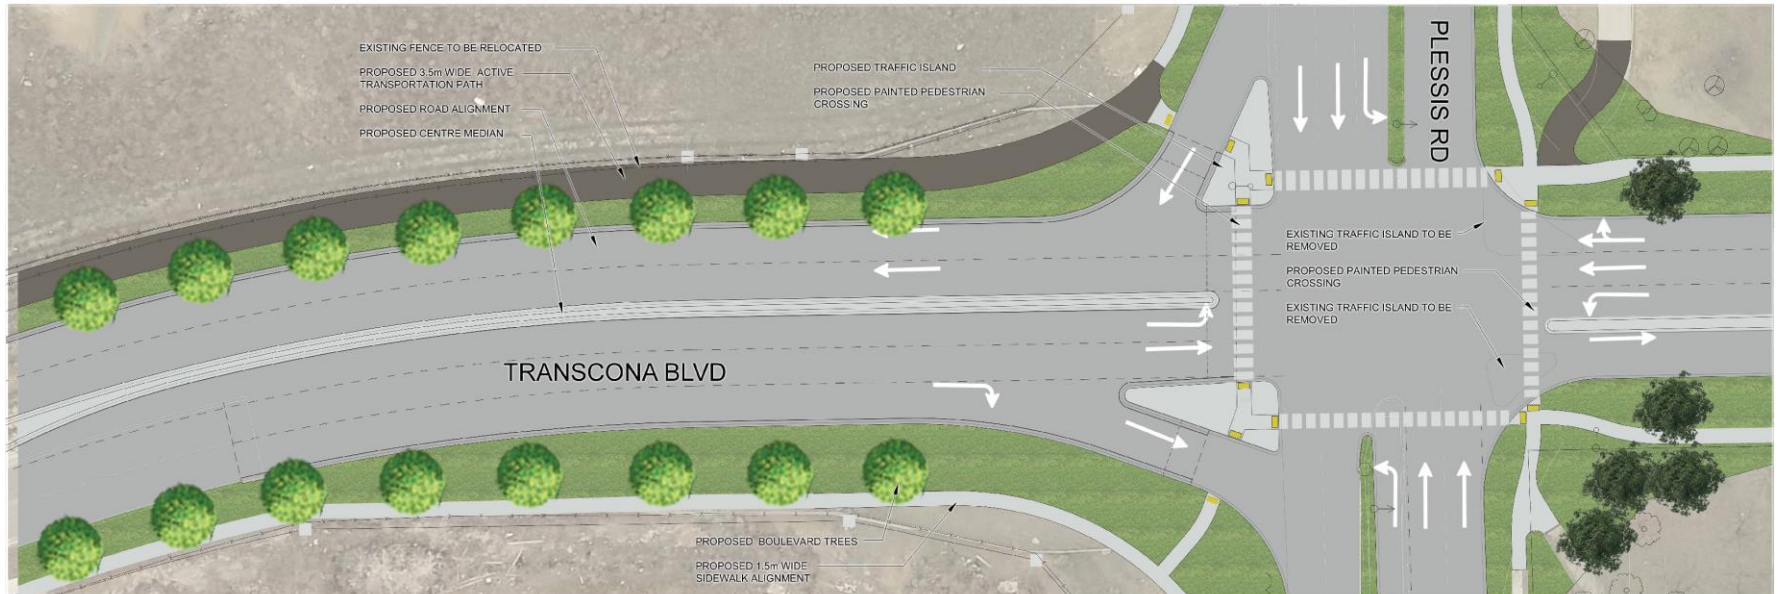 EXISTING FENCE TO BE RELOCATED
PROPOSED 3.5m WIDE ACTIVE
TRANSPORTATION PATH
PROPOSED ROAD ALIGNMENT
PROPOSED CENTRE MEDIAN
PROPOSED TRAFFIC ISLAND
PROPOSED PAINTED PEDESTRIAN
CROSSING
PLESSIS RD
EXISTING TRAFFIC ISLAND TO BE
REMOVED
PROPOSED PAINTED PEDESTRIAN
CROSSING
EXISTING TRAFFIC ISLAND TO BE
REMOVED
TRANSCONA BLVD
PROPOSED BOULEVARD TREES
PROPOSED 1.5m WIDE
SIDEWALK ALIGNMENT